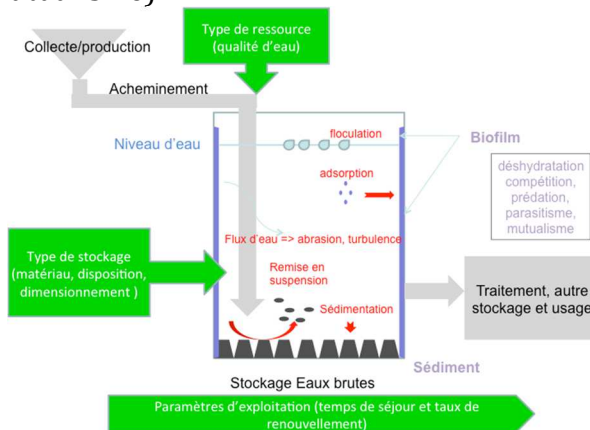 Type de ressource
(qualité d'eau)
Collecte/production
Acheminement
Niveau d'eau
floculation
Biofilm
adsorption
déshydratation
compétition,
prédation,
parasitisme,
mutualisme
Flux d'eau => abrasion, turbulence
Type de stockage
(matériau, disposition,
dimensionnement )
Remise en
suspension
Sédimentation
Traitement, autre
stockage et usage
Sédiment
Stockage Eaux brutes
Paramètres d'exploitation (temps de séjour et taux de
renouvellement)